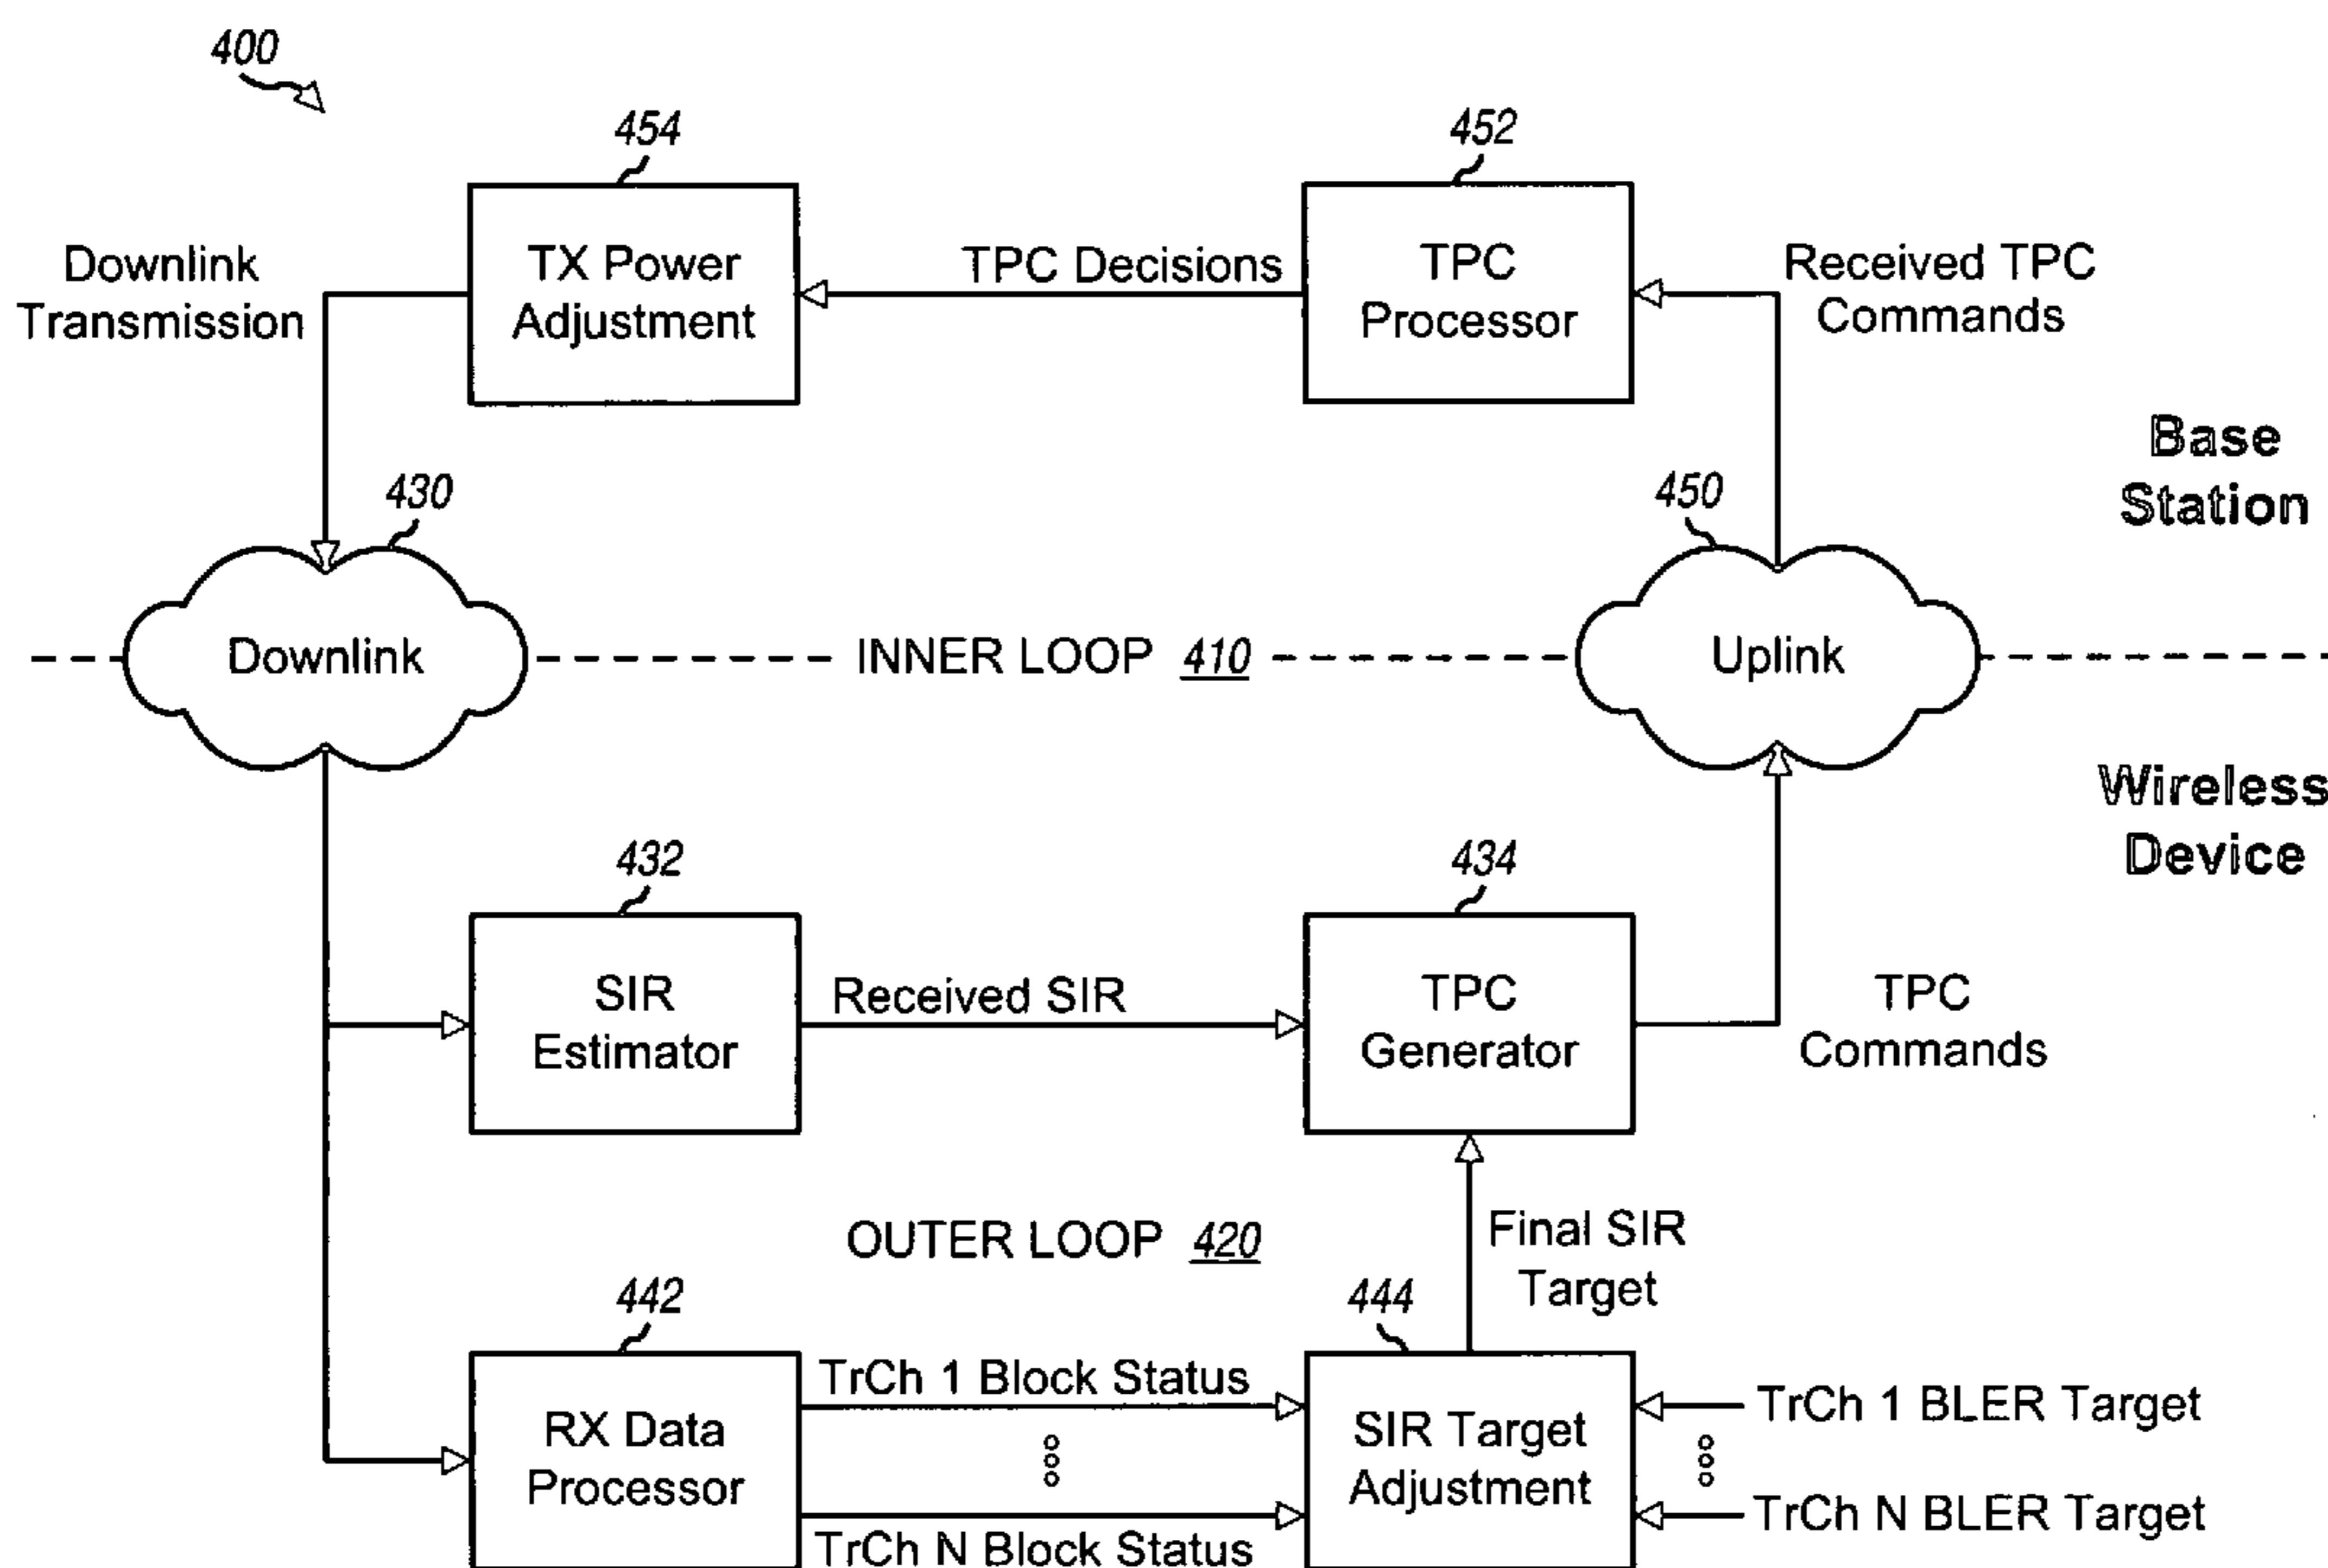 400
454
452
Downlink
Transmission
TX Power
Adjustment
TPC Decisions
TPC
Processor
Received TPC
Commands
Base
Station
430
450
Downlink
INNER LOOP 410
Uplink
Wireless
Device
432
434
SIR
Estimator
Received SIR
TPC
Generator
TPC
Commands
OUTER LOOP 420
Final SIR
Target
442
444
RX Data
Processor
TrCh 1 Block Status
TrCh N Block Status
SIR Target
Adjustment
TrCh 1 BLER Target
TrCh N BLER Target